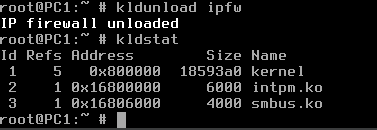 root@PC1:~ # kldunload ipfw
IP firewall unloaded
root@PC1:~ # kldstat
Id Refs Address        Size Name
 1    5   0x800000  18593a0 kernel
 2    1 0x16800000     6000 intpm.ko
 3    1 0x16806000     4000 smbus.ko
root@PC1:~ #